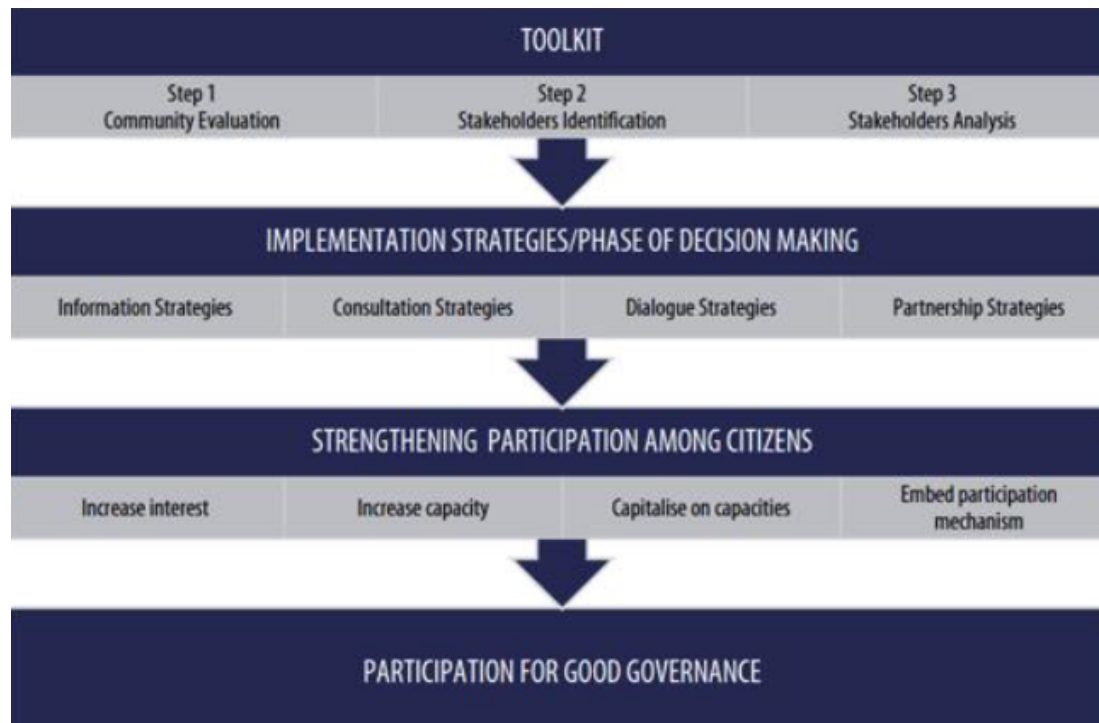 TOOLKIT
Step 1
Community Evaluation
Step 2
Stakeholders Identification
Step 3
Stakeholders Analysis
IMPLEMENTATION STRATEGIES/PHASE OF DECISION MAKING
Information Strategies
Consultation Strategies
Dialogue Strategies
Partnership Strategies
STRENGTHENING PARTICIPATION AMONG CITIZENS
Increase interest
Increase capacity
Capitalise on capacities
Embed participation
mechanism
PARTICIPATION FOR GOOD GOVERNANCE